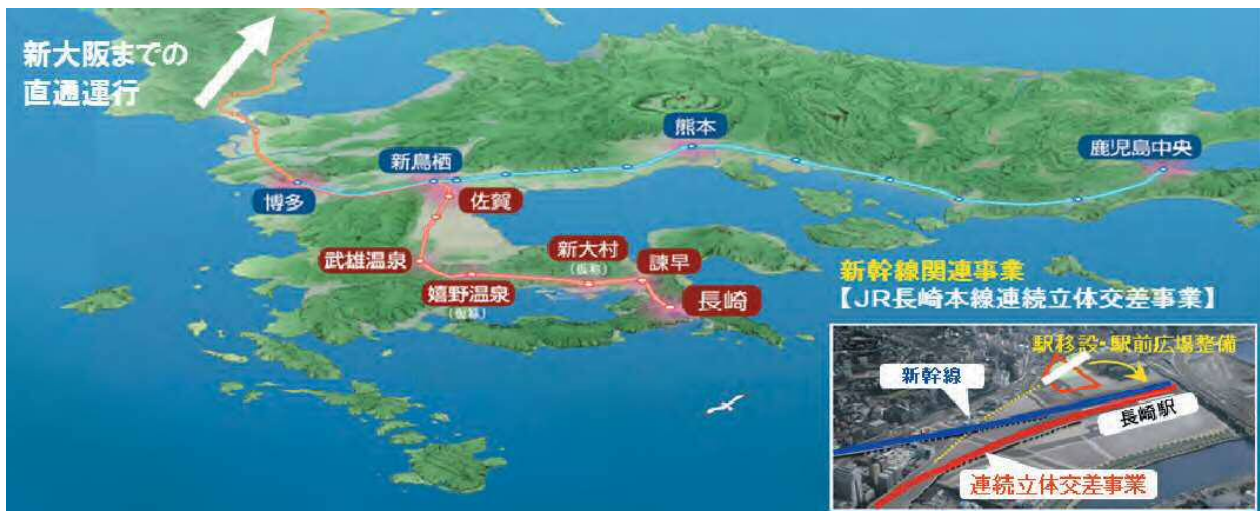 新大阪までの
直通運行
博多
新鳥栖
熊本
鹿児島中央
佐賀
武雄温泉
嬉野温泉
(仮称)
新大村
(仮称)
諫早
長崎
新幹線関連事業
【JR長崎本線連続立体交差事業】
駅移設・駅前広場整備
新幹線
長崎駅
連続立体交差事業